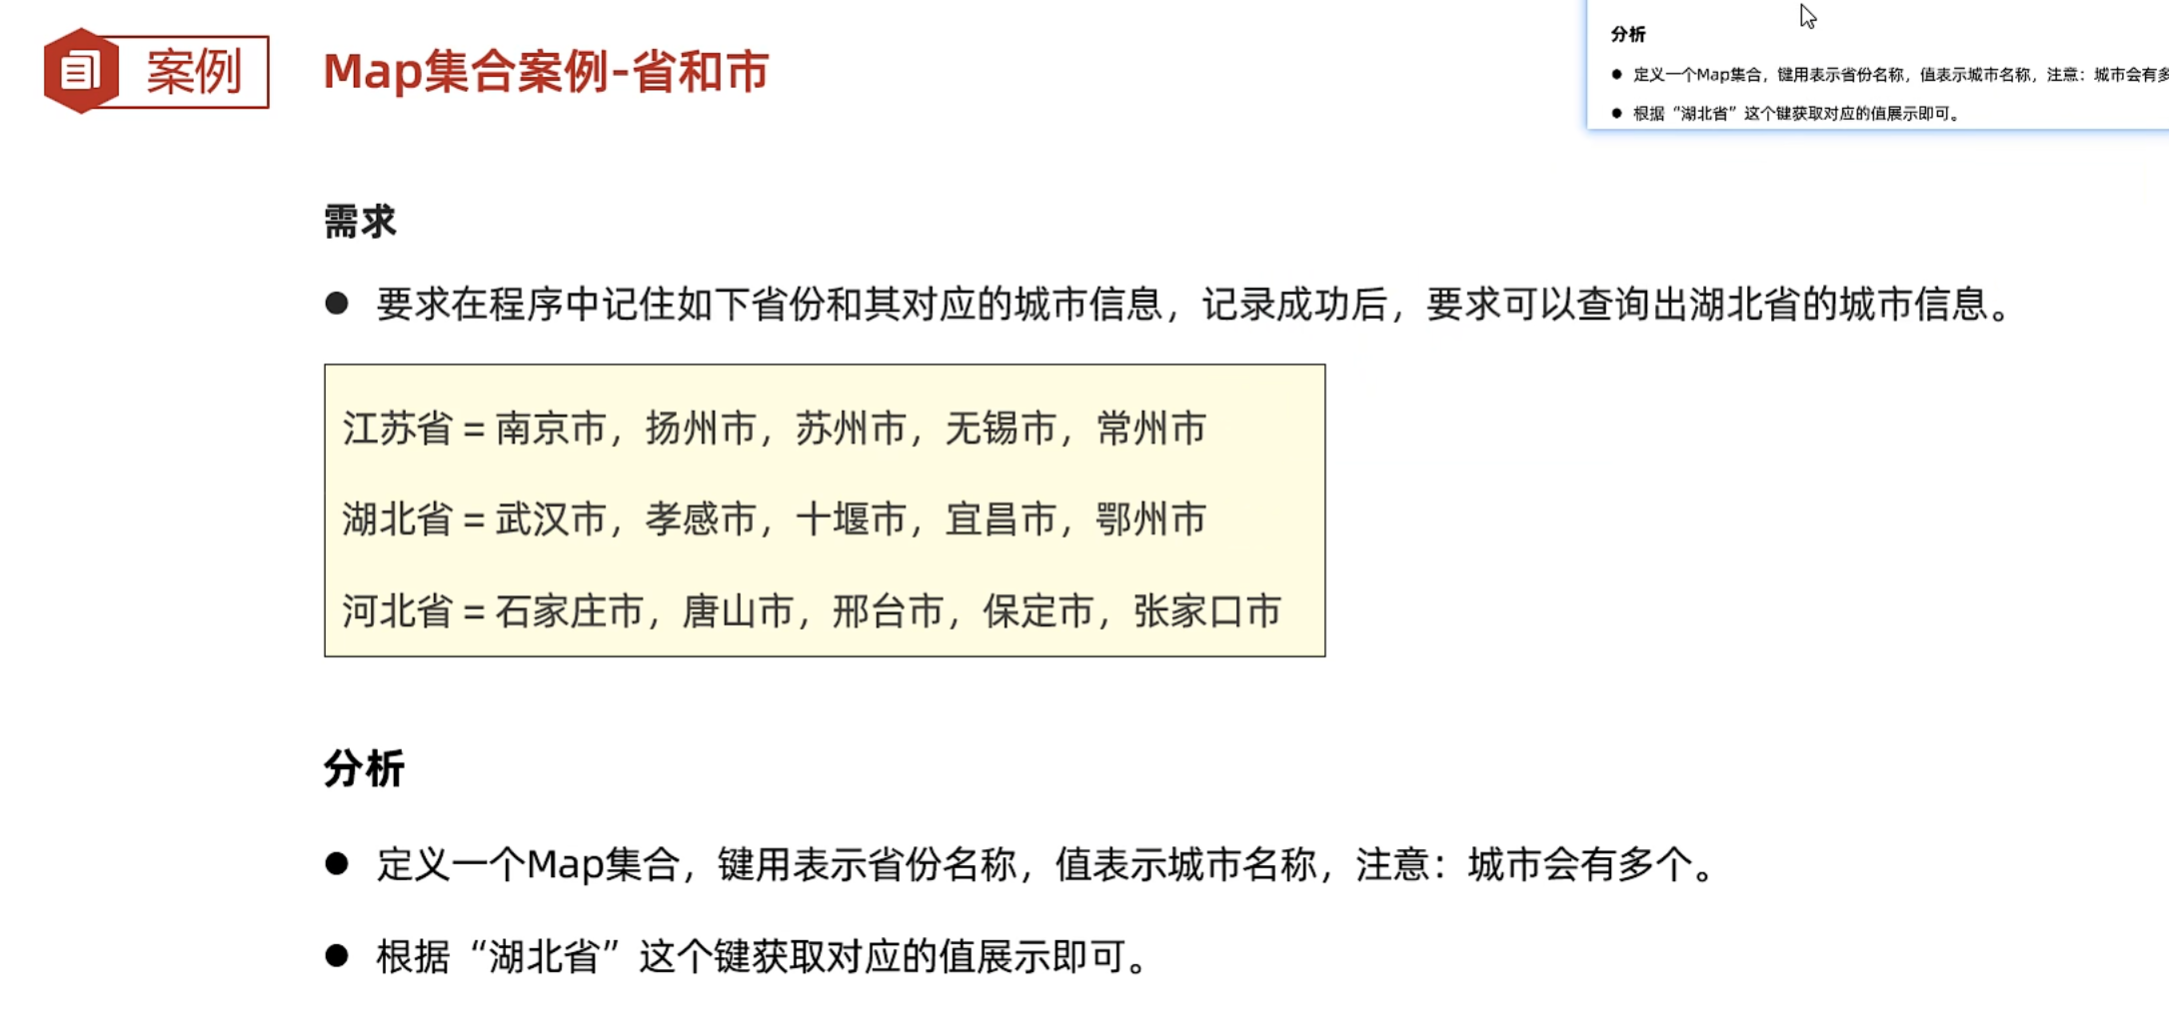 案例
Map集合案例-省和市
分析
● 定义一个Map集合，键用表示省份名称，值表示城市名称，注意：城市会有多
● 根据“湖北省”这个键获取对应的值展示即可。
需求
● 要求在程序中记住如下省份和其对应的城市信息，记录成功后，要求可以查询出湖北省的城市信息。
江苏省 = 南京市，扬州市，苏州市，无锡市，常州市
湖北省 = 武汉市，孝感市，十堰市，宜昌市，鄂州市
河北省 = 石家庄市，唐山市，邢台市，保定市，张家口市
分析
● 定义一个Map集合，键用表示省份名称，值表示城市名称，注意：城市会有多个。
● 根据“湖北省”这个键获取对应的值展示即可。